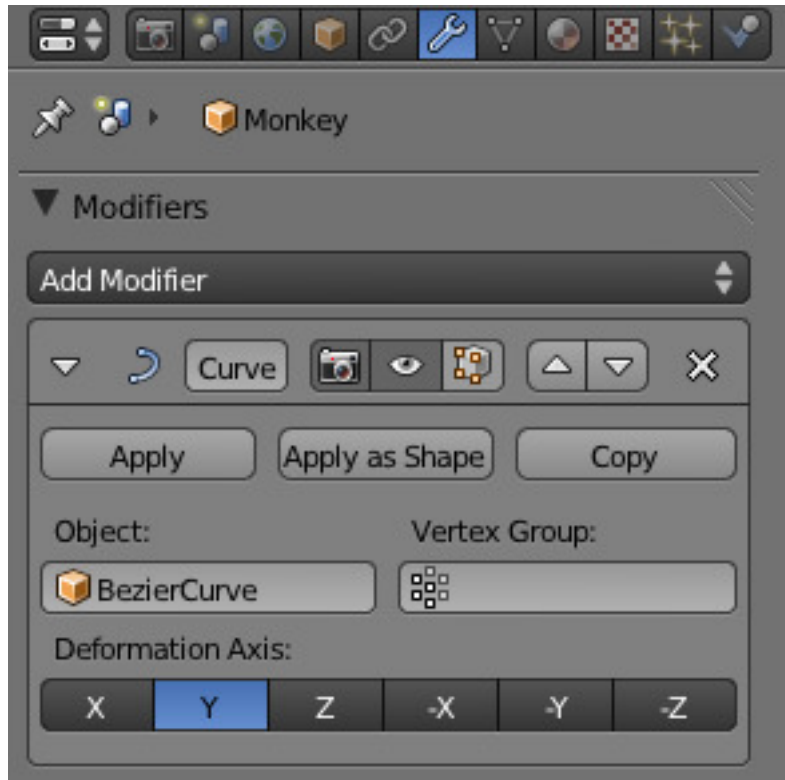 Monkey
Modifiers
Add Modifier
Curve
Apply Apply as Shape Copy
Object: Vertex Group:
BezierCurve
Deformation Axis:
X Y Z -X -Y -Z